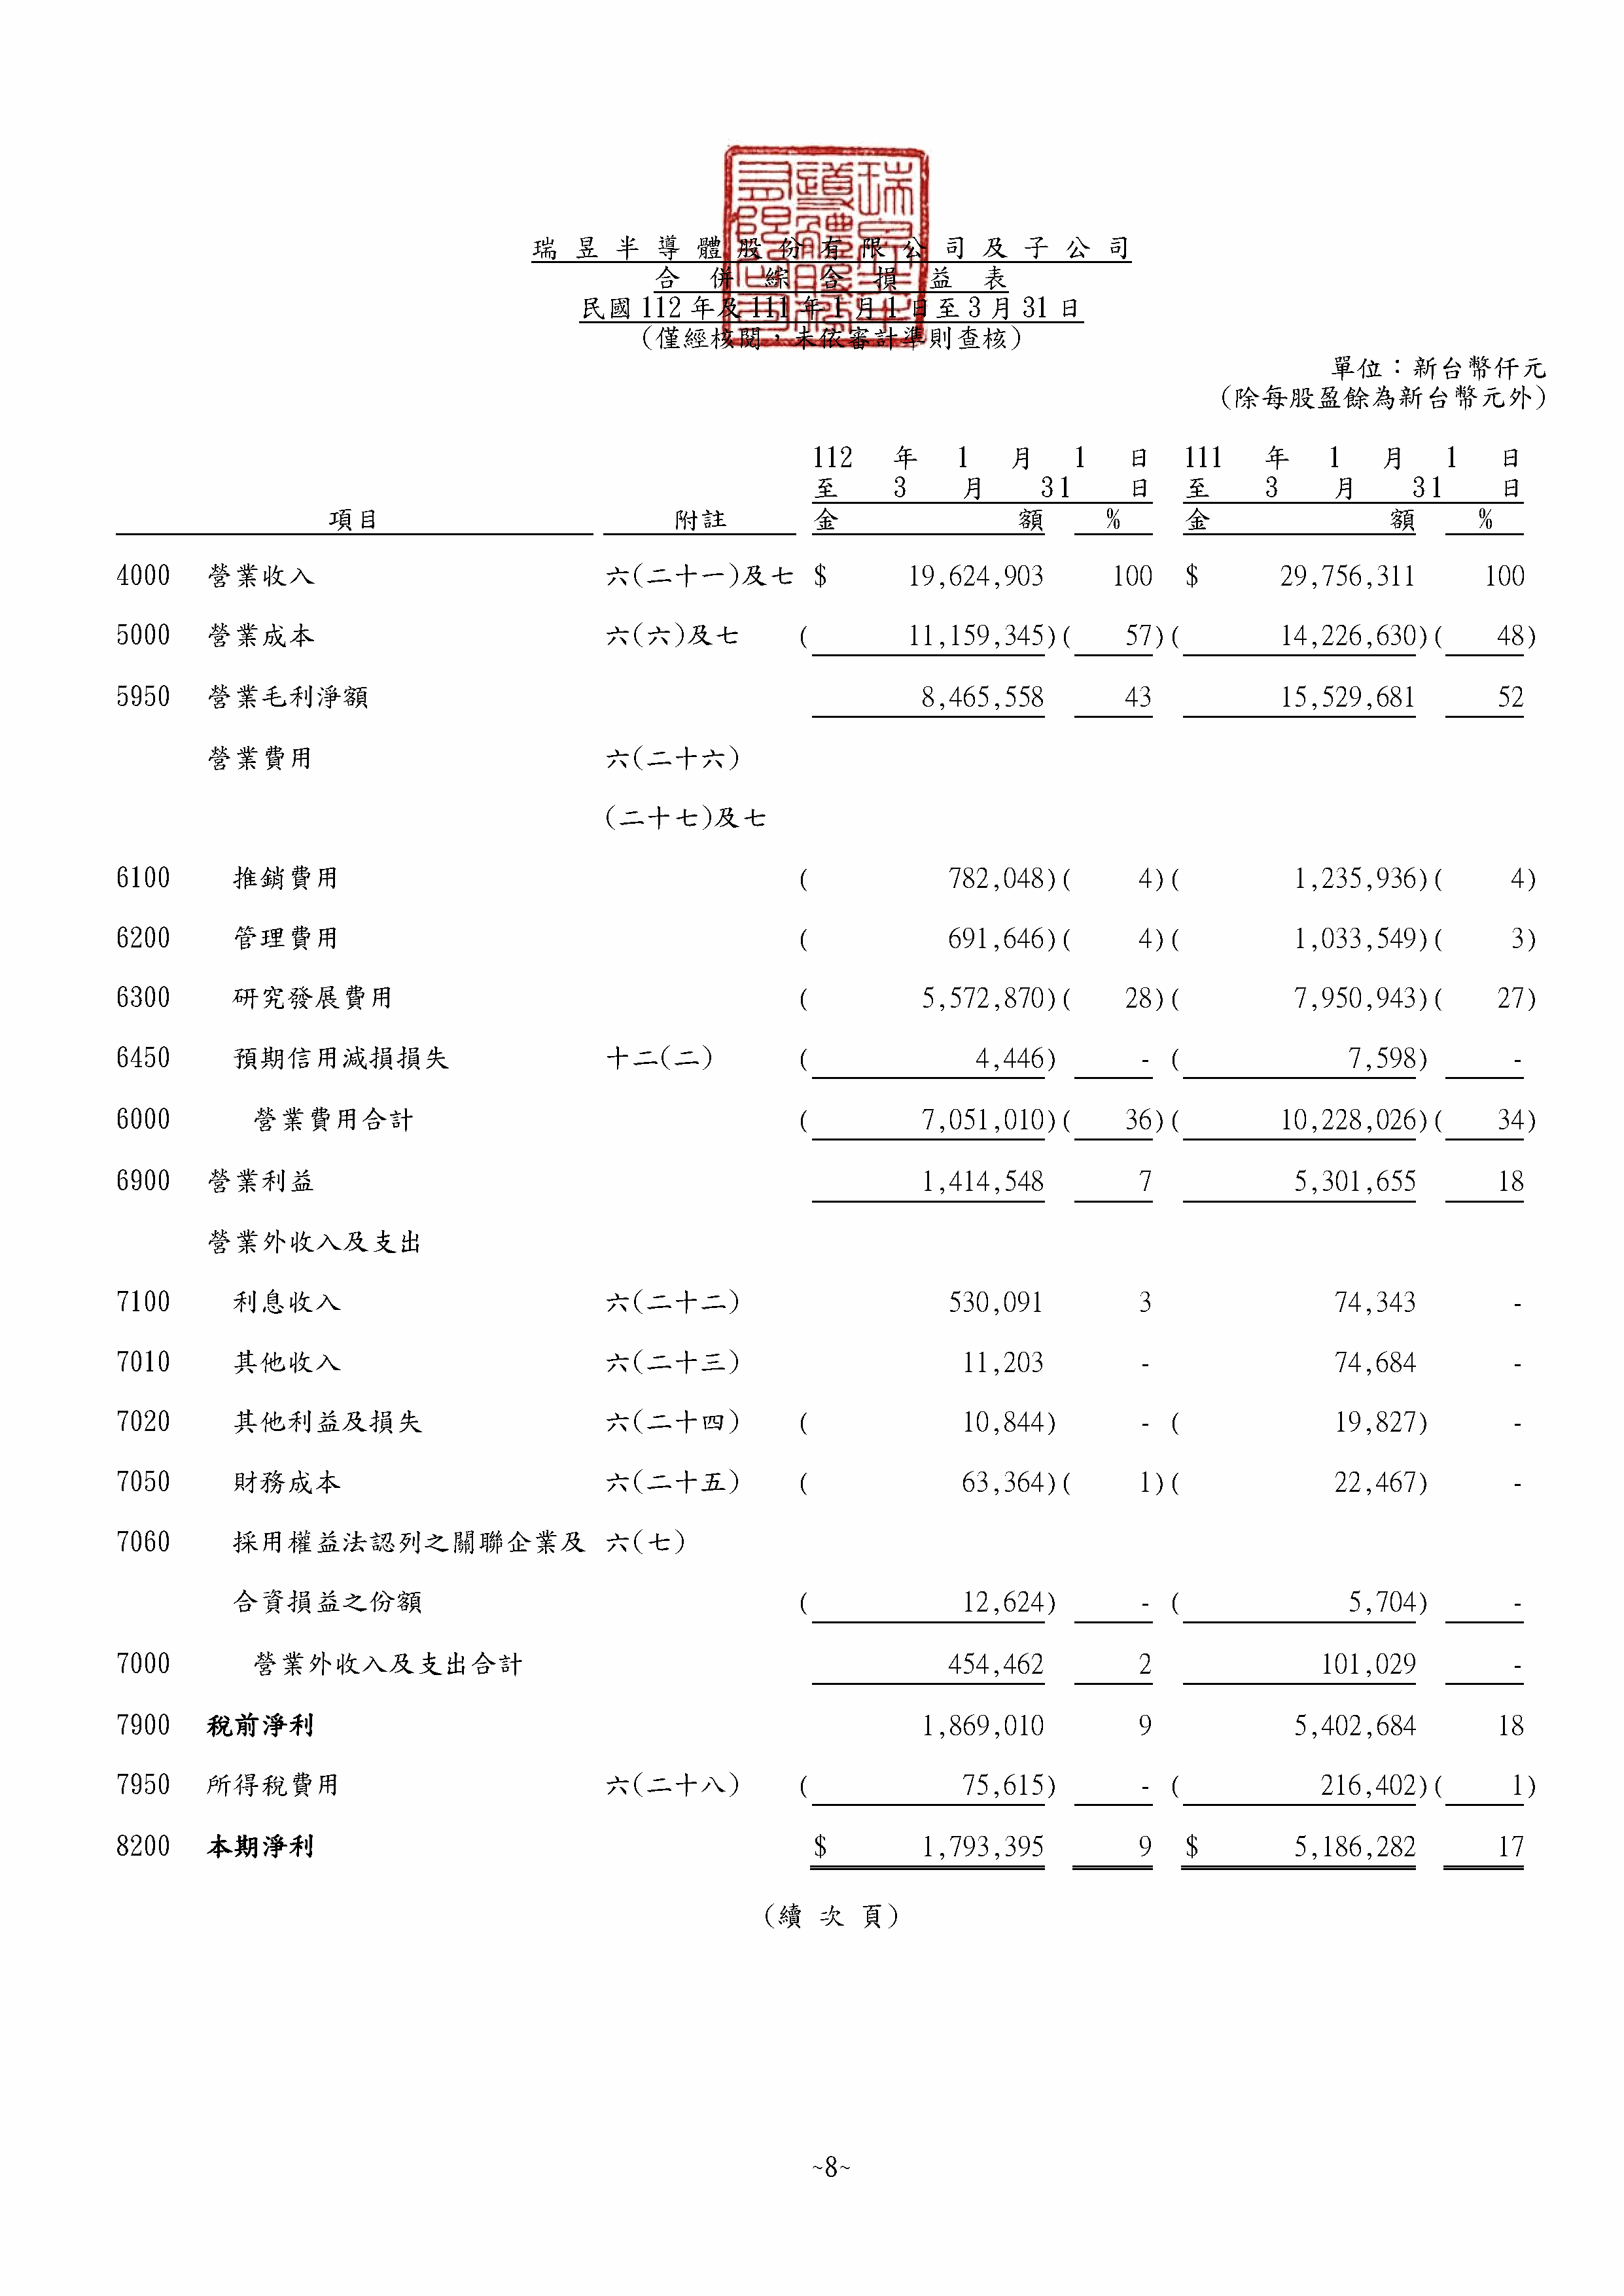 瑞昱半導體股份有限公司及子公司
合併綜合損益表
民國 112 年及 111 年 1 月 1 日至 3 月 31 日
(僅經核閱,未依審計準則查核)
單位:新台幣仟元
(除每股盈餘為新台幣元外)
112 年 1 月 1 日 111 年 1 月 1 日
至 3 月 31 日 至 3 月 31 日
項目 附註 金額 % 金額 %
4000 營業收入 六(二十一)及七 $ 19,624,903 100 $ 29,756,311 100
5000 營業成本 六(六)及七 ( 11,159,345)( 57)( 14,226,630)( 48)
5950 營業毛利淨額 8,465,558 43 15,529,681 52
營業費用 六(二十六)
(二十七)及七
6100 推銷費用 ( 782,048)( 4)( 1,235,936)( 4)
6200 管理費用 ( 691,646)( 4)( 1,033,549)( 3)
6300 研究發展費用 ( 5,572,870)( 28)( 7,950,943)( 27)
6450 預期信用減損損失 十二(二) ( 4,446) - ( 7,598) -
6000 營業費用合計 ( 7,051,010)( 36)( 10,228,026)( 34)
6900 營業利益 1,414,548 7 5,301,655 18
營業外收入及支出
7100 利息收入 六(二十二) 530,091 3 74,343 -
7010 其他收入 六(二十三) 11,203 - 74,684 -
7020 其他利益及損失 六(二十四) ( 10,844) - ( 19,827) -
7050 財務成本 六(二十五) ( 63,364)( 1)( 22,467) -
7060 採用權益法認列之關聯企業及 六(七)
合資損益之份額 ( 12,624) - ( 5,704) -
7000 營業外收入及支出合計 454,462 2 101,029 -
7900 稅前淨利 1,869,010 9 5,402,684 18
7950 所得稅費用 六(二十八) ( 75,615) - ( 216,402)( 1)
8200 本期淨利 $ 1,793,395 9 $ 5,186,282 17
(續 次 頁)
~8~